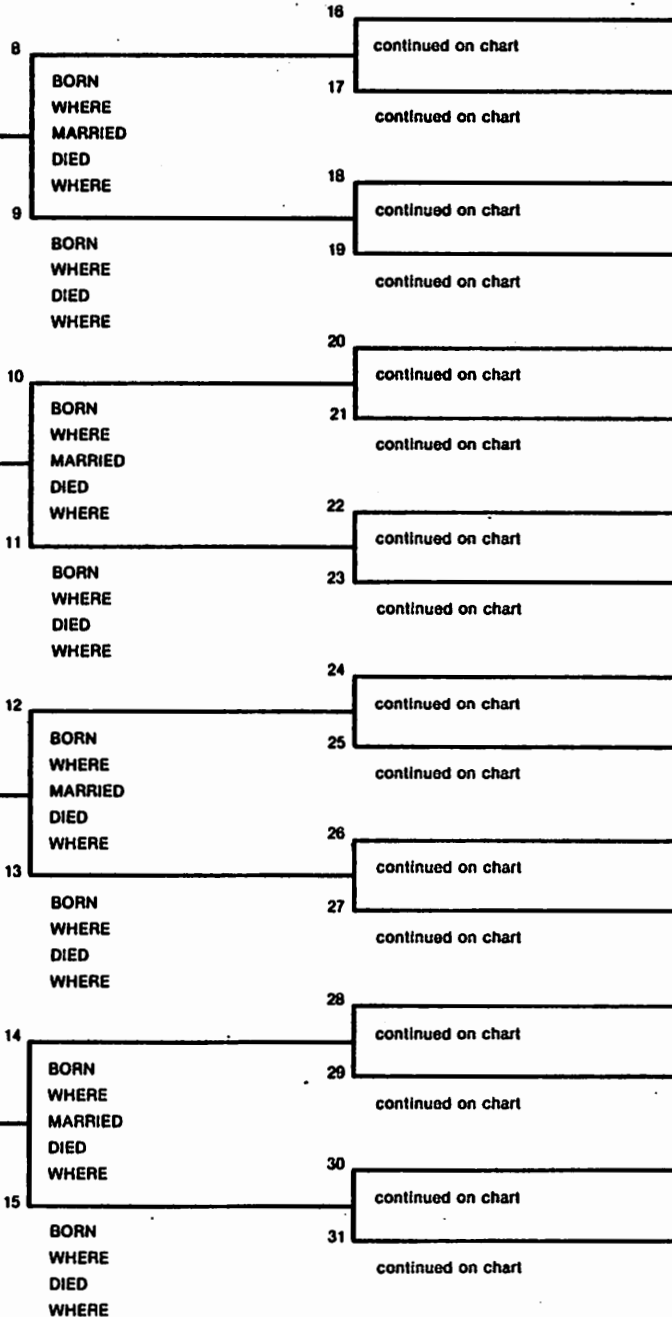 16
continued on chart
8
17
BORN
WHERE
continued on chart
MARRIED
DIED
18
WHERE
continued on chart
9
BORN
19
WHERE
continued on chart
DIED
WHERE
20
continued on chart
10
21
BORN
WHERE
continued on chart
MARRIED
DIED
22
WHERE
continued on chart
11
BORN
23
WHERE
continued on chart
DIED
WHERE
24
continued on chart
12
25
BORN
WHERE
continued on chart
MARRIED
DIED
26
WHERE
continued on chart
13
BORN
27
WHERE
continued on chart
DIED
WHERE
28
continued on chart
14
29
BORN
WHERE
continued on chart
MARRIED
DIED
30
WHERE
continued on chart
15
BORN
31
WHERE
continued on chart
DIED
WHERE